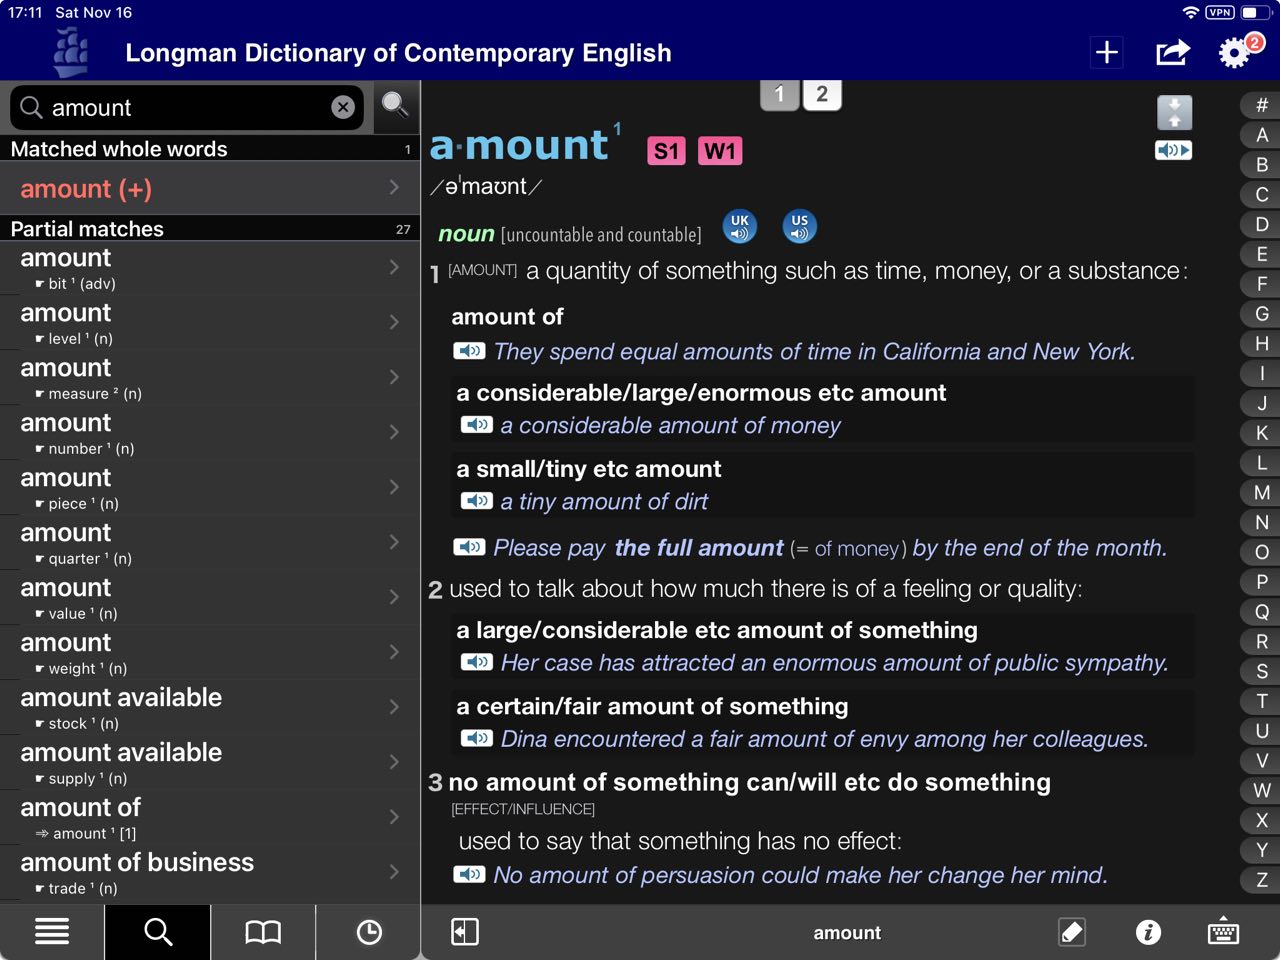 17:11 Sat Nov 16
VPN
Longman Dictionary of Contemporary English
2
amount
Matched whole words 1
amount (+)
Partial matches 27
amount
☛ bit ¹ (adv)
amount
☛ level ¹ (n)
amount
☛ measure ² (n)
amount
☛ number ¹ (n)
amount
☛ piece ¹ (n)
amount
☛ quarter ¹ (n)
amount
☛ value ¹ (n)
amount
☛ weight ¹ (n)
amount available
☛ stock ¹ (n)
amount available
☛ supply ¹ (n)
amount of
⇒ amount ¹ [1]
amount of business
☛ trade ¹ (n)
1 2
a·mount¹ S1 W1
/əˈmaʊnt/
noun [uncountable and countable] UK US
1 [AMOUNT] a quantity of something such as time, money, or a substance:
amount of
They spend equal amounts of time in California and New York.
a considerable/large/enormous etc amount
a considerable amount of money
a small/tiny etc amount
a tiny amount of dirt
Please pay the full amount (= of money) by the end of the month.
2 used to talk about how much there is of a feeling or quality:
a large/considerable etc amount of something
Her case has attracted an enormous amount of public sympathy.
a certain/fair amount of something
Dina encountered a fair amount of envy among her colleagues.
3 no amount of something can/will etc do something
[EFFECT/INFLUENCE]
used to say that something has no effect:
No amount of persuasion could make her change her mind.
amount
#
A
B
C
D
E
F
G
H
I
J
K
L
M
N
O
P
Q
R
S
T
U
V
W
X
Y
Z